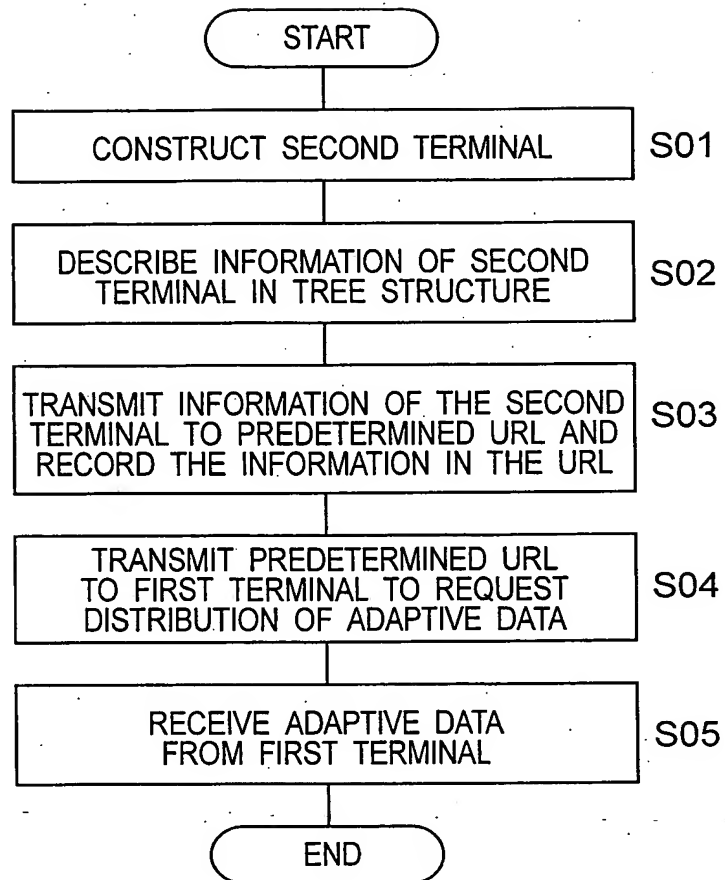 START
CONSTRUCT SECOND TERMINAL
S01
DESCRIBE INFORMATION OF SECOND
TERMINAL IN TREE STRUCTURE
S02
TRANSMIT INFORMATION OF THE SECOND
TERMINAL TO PREDETERMINED URL AND
RECORD THE INFORMATION IN THE URL
S03
TRANSMIT PREDETERMINED URL
TO FIRST TERMINAL TO REQUEST
DISTRIBUTION OF ADAPTIVE DATA
S04
RECEIVE ADAPTIVE DATA
FROM FIRST TERMINAL
S05
END